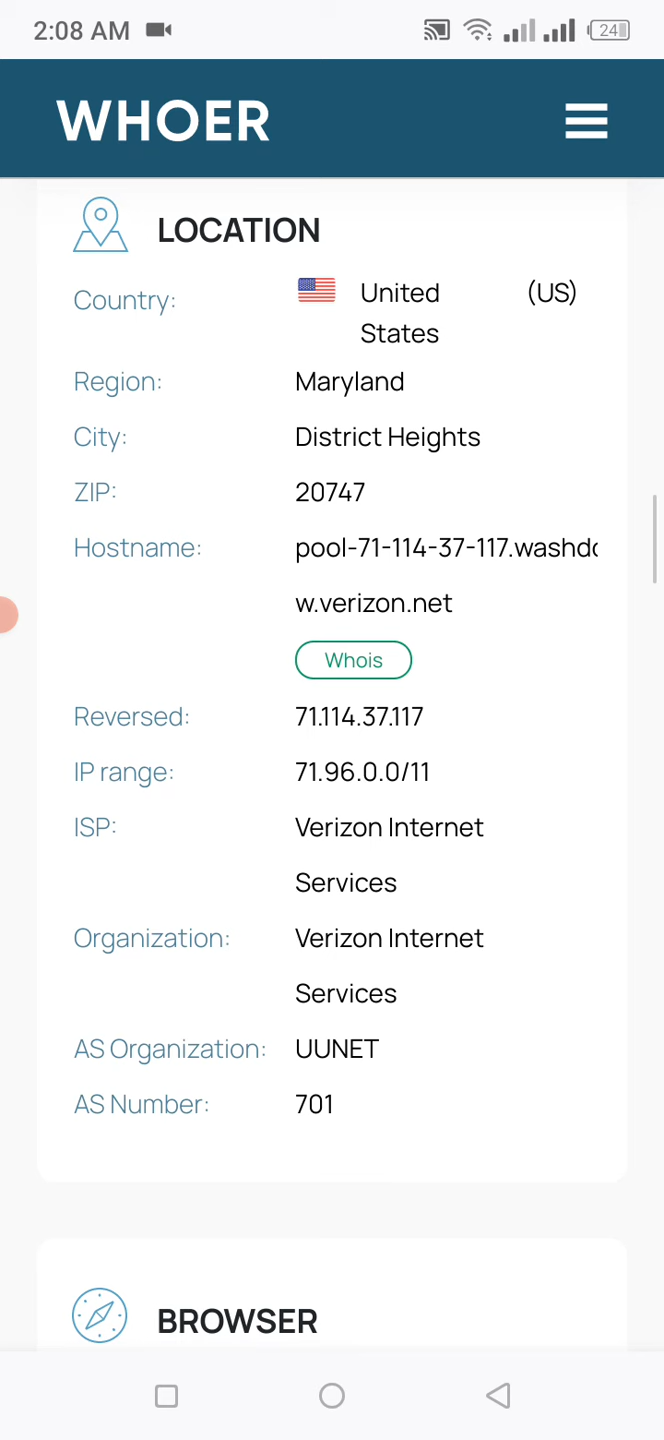 2:08 AM
24
WHOER
LOCATION
Country: United (US)
States
Region: Maryland
City: District Heights
ZIP: 20747
Hostname: pool-71-114-37-117.washdc
w.verizon.net
Whois
Reversed: 71.114.37.117
IP range: 71.96.0.0/11
ISP: Verizon Internet
Services
Organization: Verizon Internet
Services
AS Organization: UUNET
AS Number: 701
BROWSER